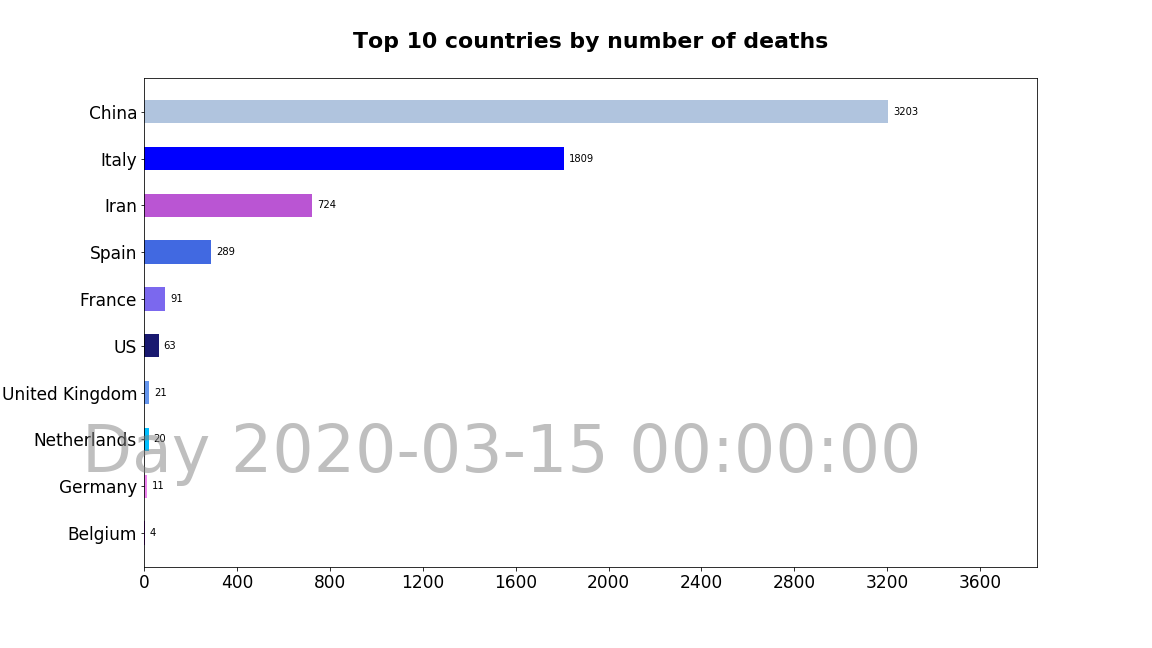 Top 10 countries by number of deaths
China 3203
Italy 1809
Iran 724
Spain 289
France 91
US 63
United Kingdom 21
Netherlands 20
Day 2020-03-15 00:00:00
Germany 11
Belgium 4
0 400 800 1200 1600 2000 2400 2800 3200 3600